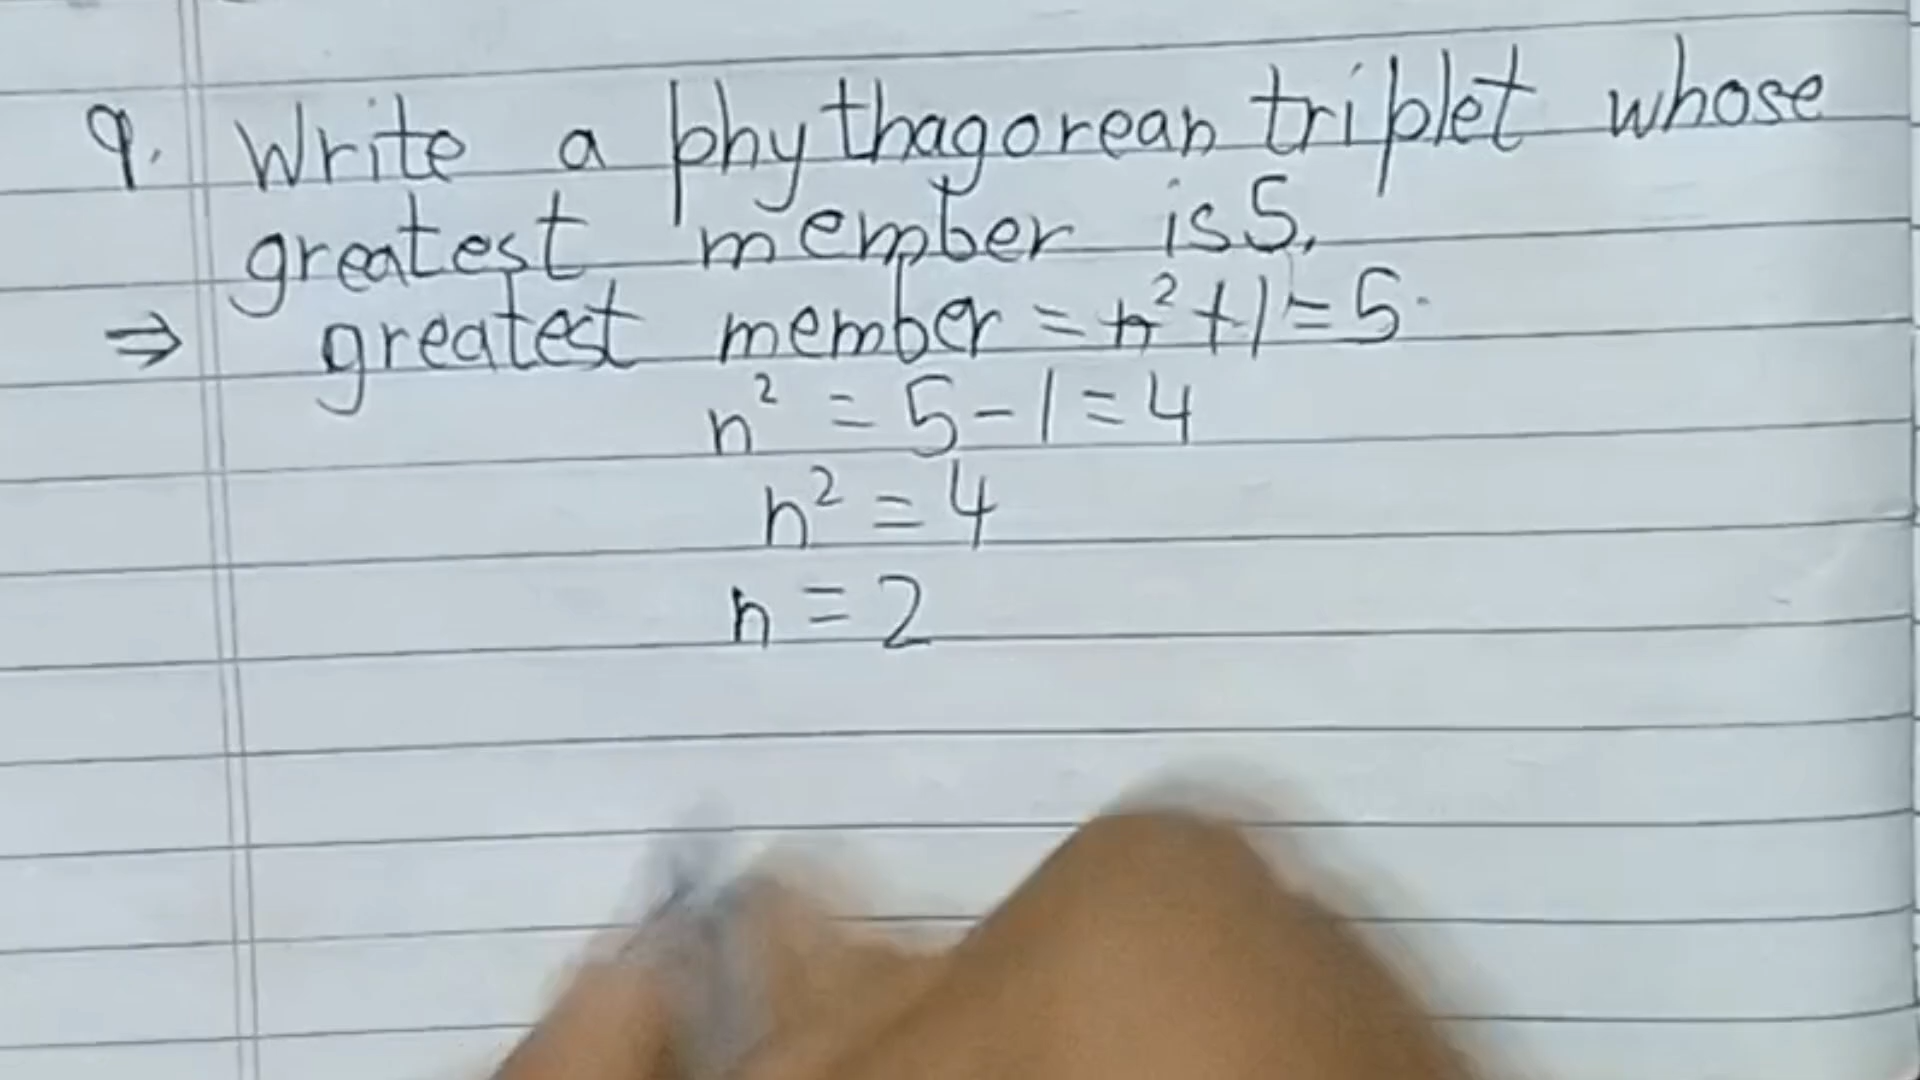 9. Write a phythagorean triplet whose
greatest member is 5.
⇒ greatest member = n² + 1 = 5.
n² = 5 - 1 = 4
n² = 4
n = 2